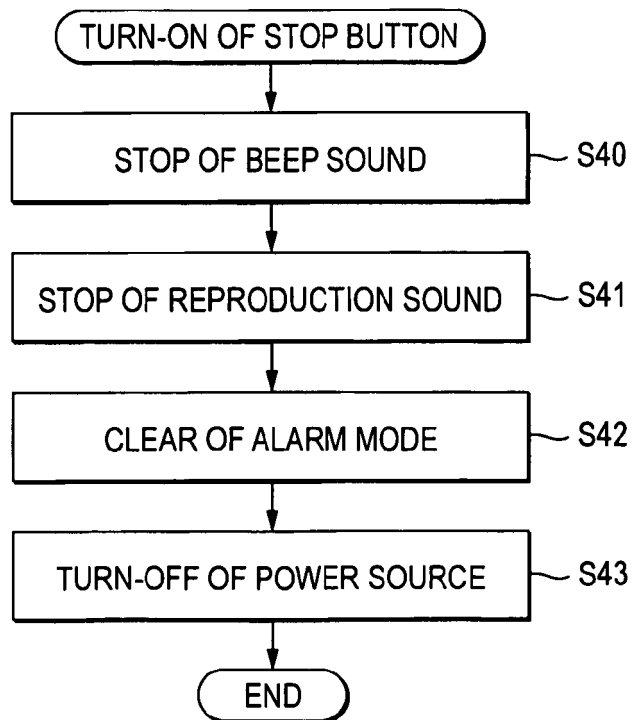 TURN-ON OF STOP BUTTON
STOP OF BEEP SOUND
S40
STOP OF REPRODUCTION SOUND
S41
CLEAR OF ALARM MODE
S42
TURN-OFF OF POWER SOURCE
S43
END